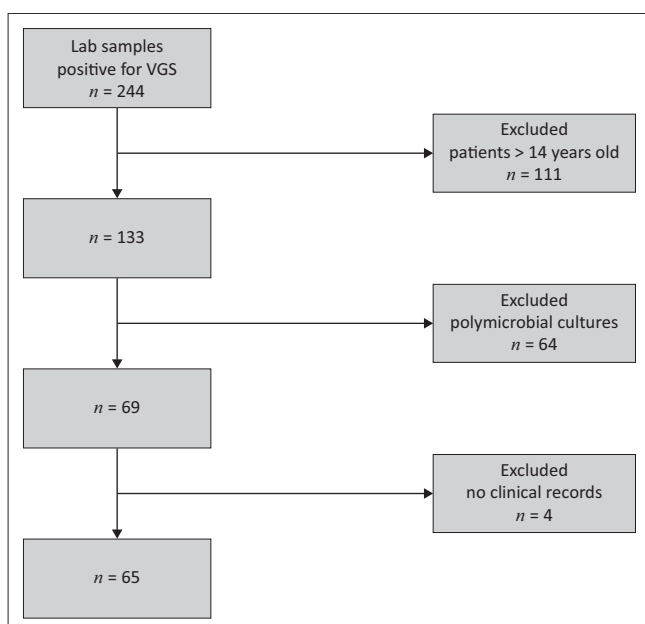 Lab samples
positive for VGS
n = 244
Excluded
patients > 14 years old
n = 111
n = 133
Excluded
polymicrobial cultures
n = 64
n = 69
Excluded
no clinical records
n = 4
n = 65